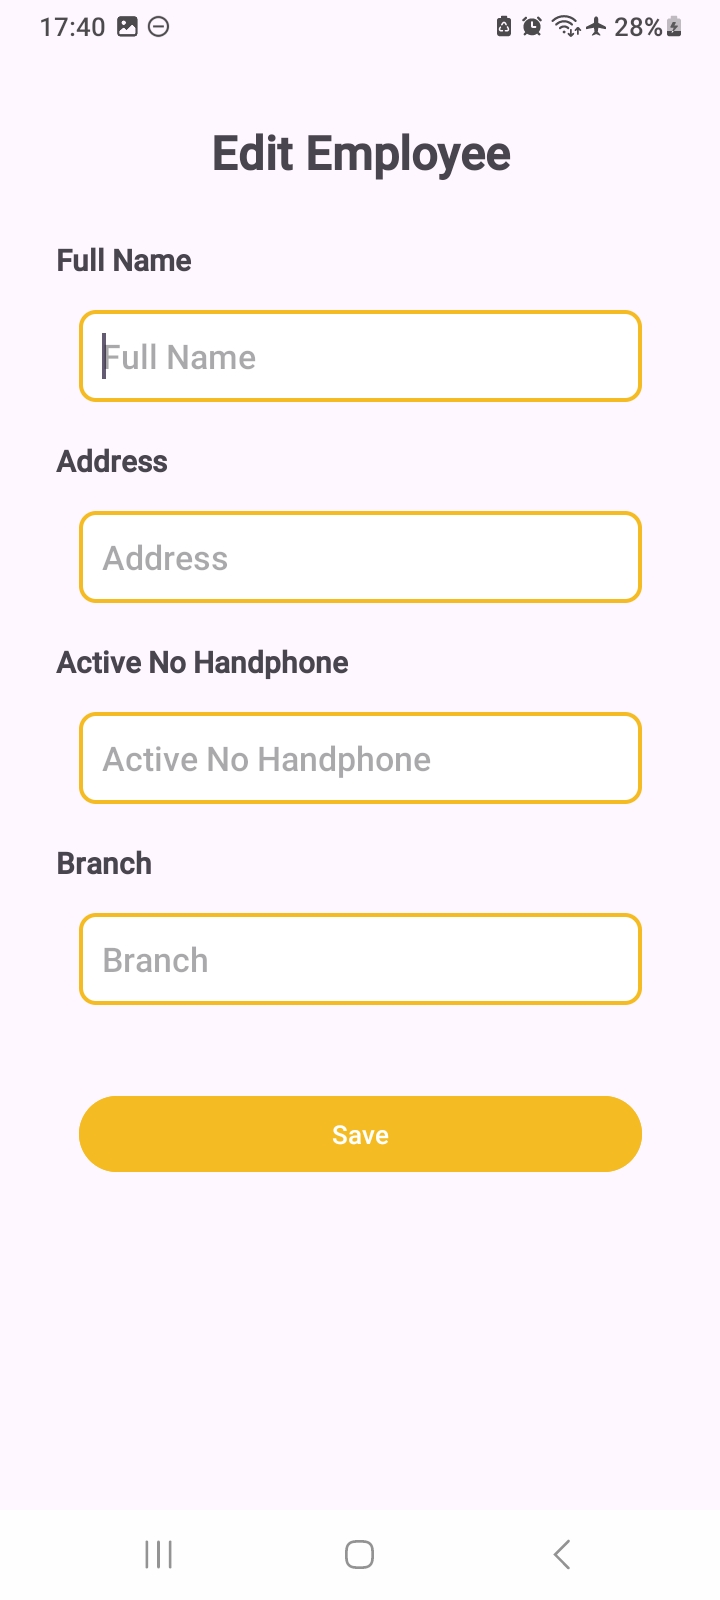 17:40 28%
Edit Employee
Full Name
Full Name
Address
Address
Active No Handphone
Active No Handphone
Branch
Branch
Save